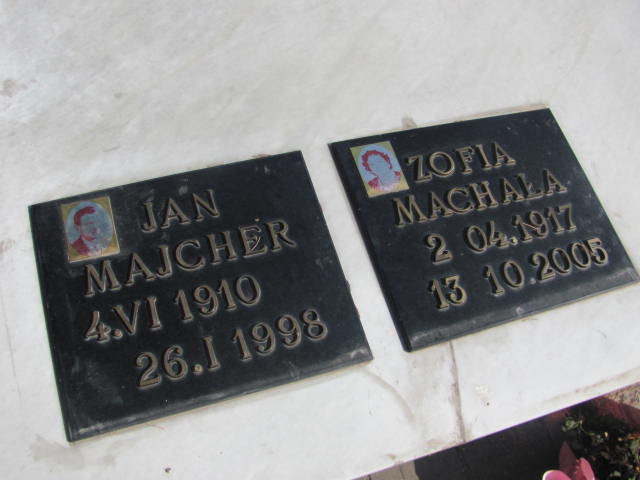 JAN
MAJCHER
4.VI 1910
26.I 1998
ZOFIA
MACHAŁA
2 04.1917
13 10.2005